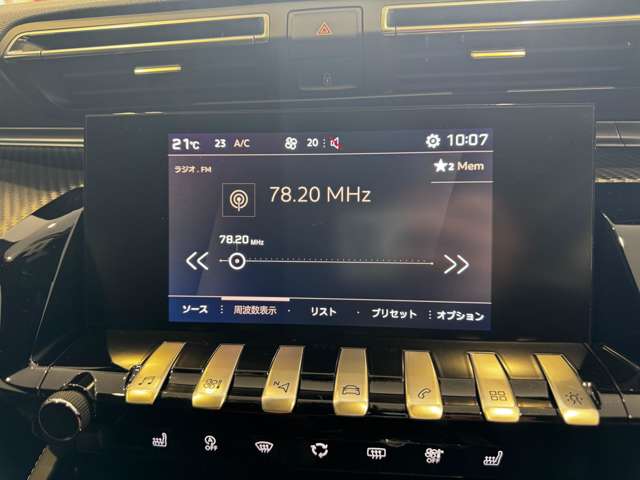 21℃ 23 A/C 20 10:07
ラジオ . FM ★2 Mem
78.20 MHz
78.20 MHz
ソース 周波数表示 リスト プリセット オプション
N
OFF OFF